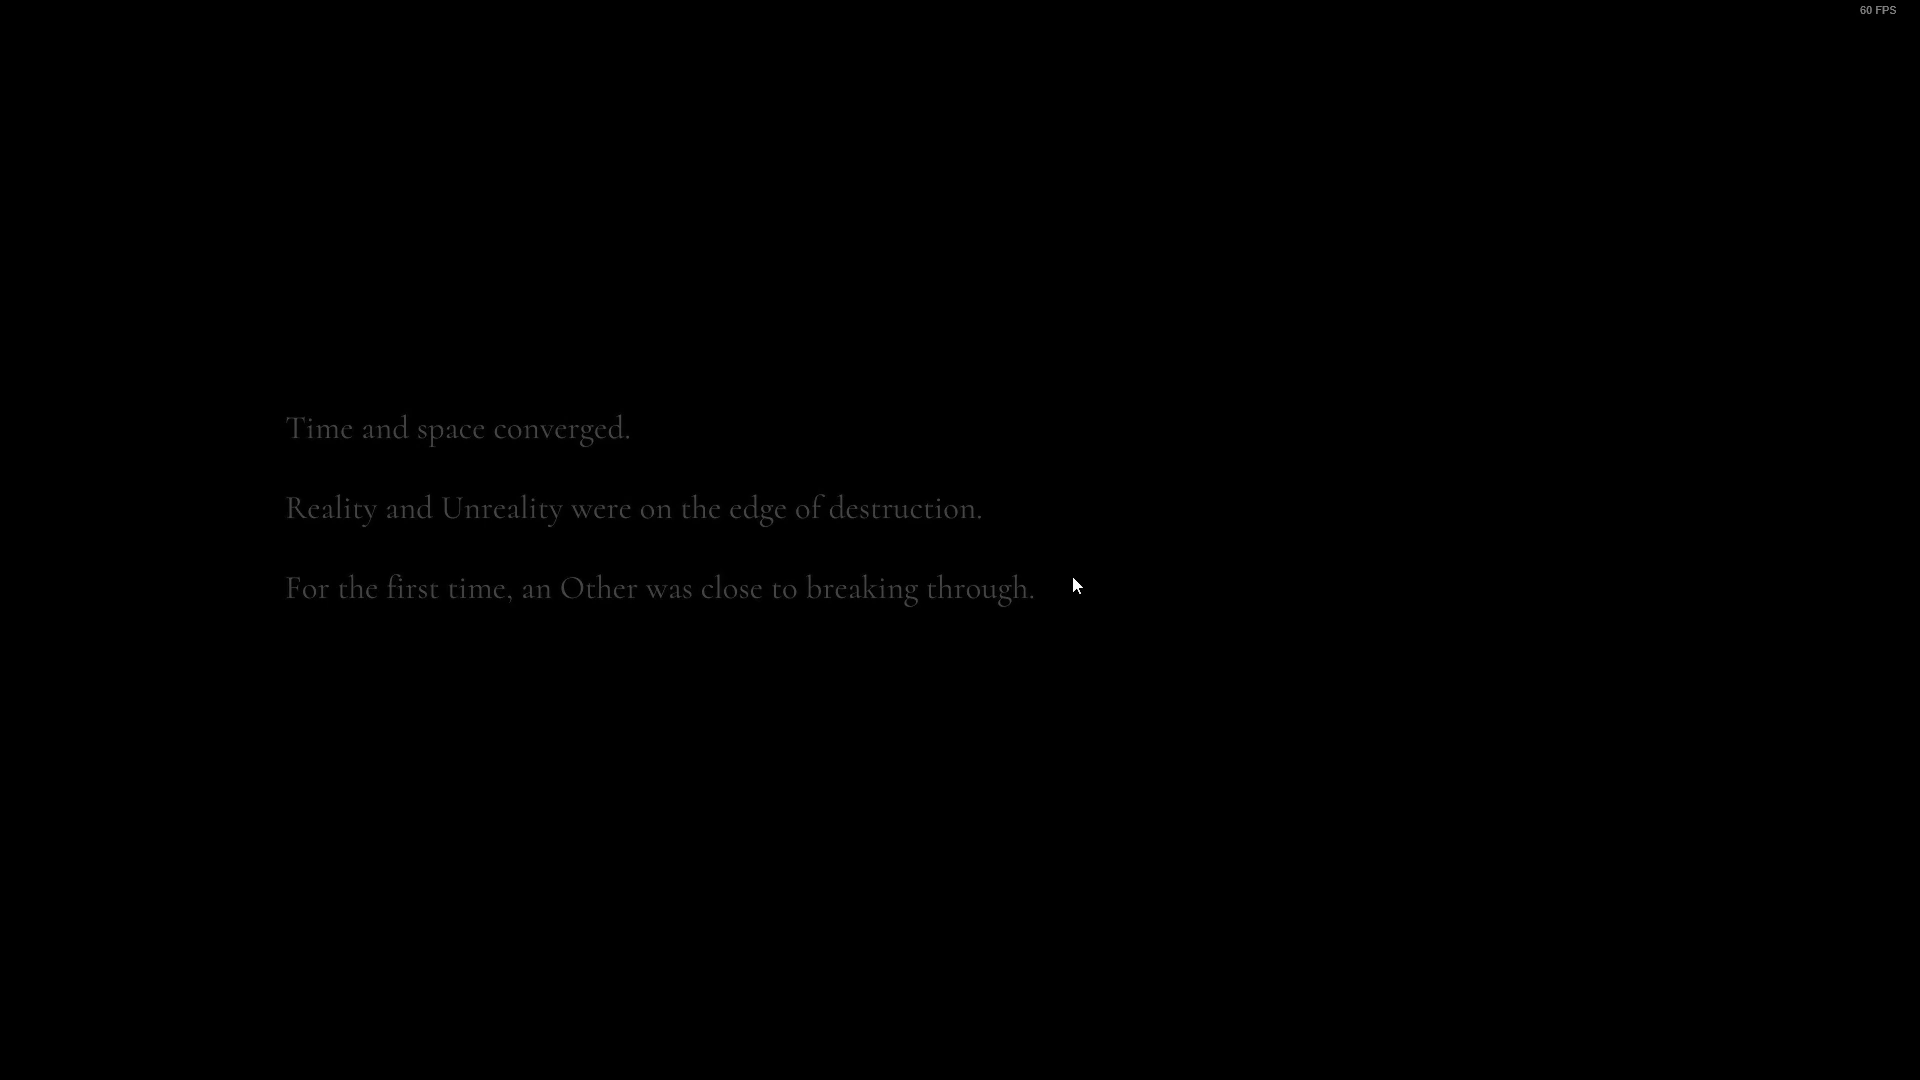 60 FPS
Time and space converged.
Reality and Unreality were on the edge of destruction.
For the first time, an Other was close to breaking through.